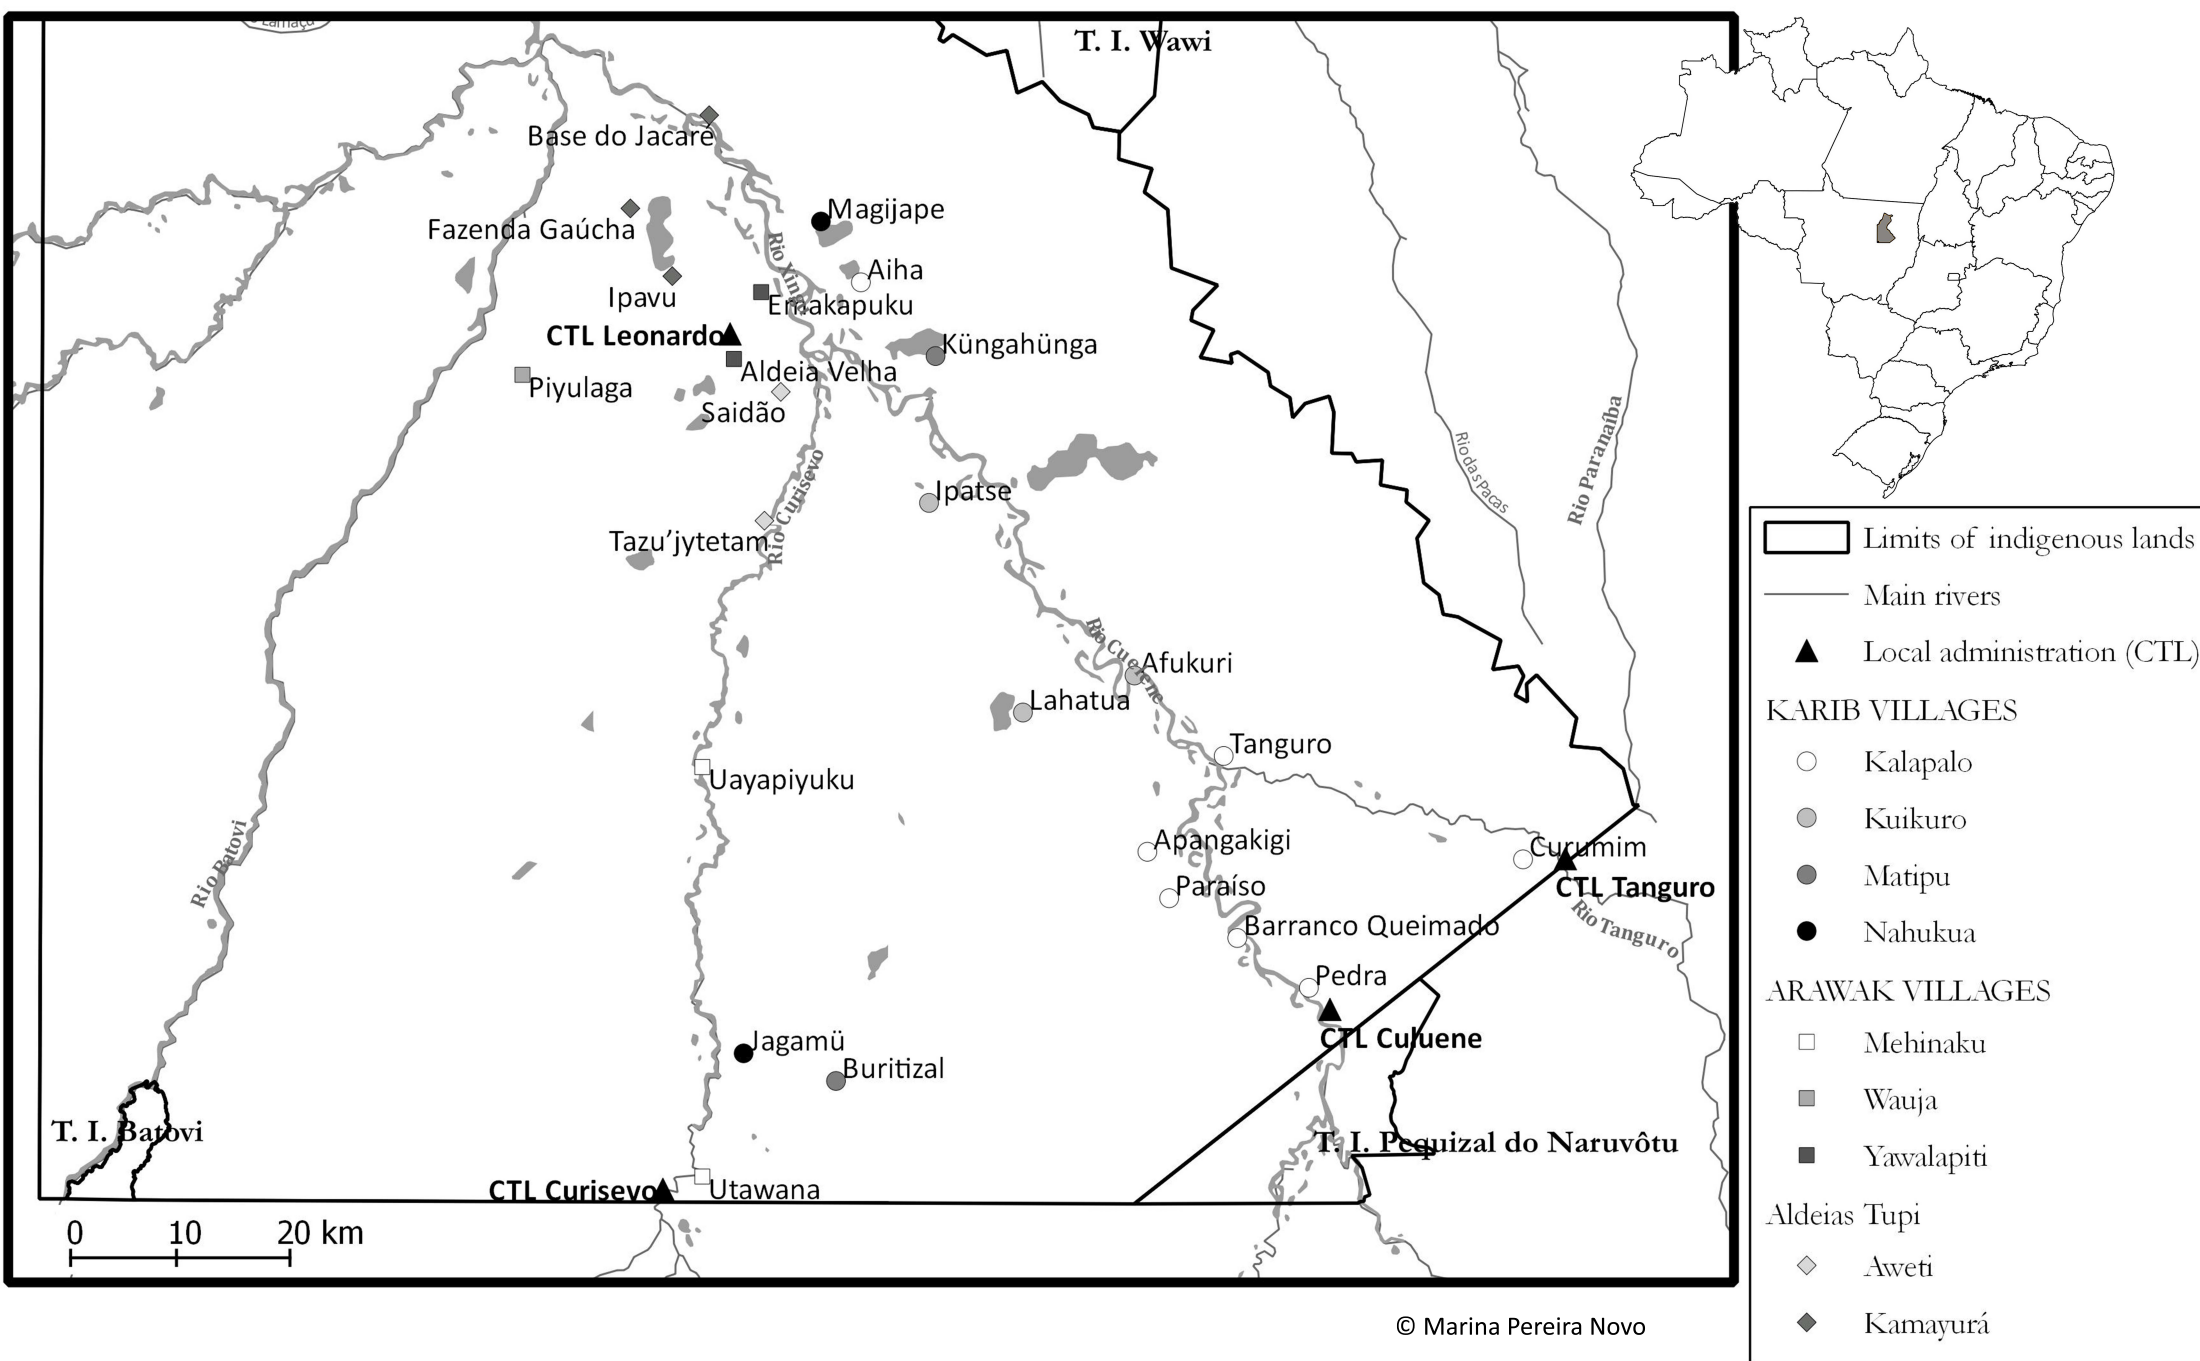 T. I. Wawi
Base do Jacaré
Magijape
Fazenda Gaúcha
Rio Xingu
Aiha
Ipavu
Emakapuku
CTL Leonardo
Küngahünga
Aldeia Velha
Piyulaga
Saidão
Rio Paranaíba
Rio das Pacas
Rio Curisevo
Ipatse
Tazu’jytetam
Afukuri
Lahatua
Tanguro
Uayapiyuku
Apangakigi
Curumim
Rio Batovi
Paraíso
CTL Tanguro
Barranco Queimado
Rio Tanguro
Pedra
CTL Culuene
Jagamü
Buritizal
T. I. Batovi
T. I. Pequizal do Naruvôtu
CTL Curisevo
Utawana
0 10 20 km
© Marina Pereira Novo
Limits of indigenous lands
Main rivers
Local administration (CTL)
KARIB VILLAGES
Kalapalo
Kuikuro
Matipu
Nahukua
ARAWAK VILLAGES
Mehinaku
Wauja
Yawalapiti
Aldeias Tupi
Aweti
Kamayurá